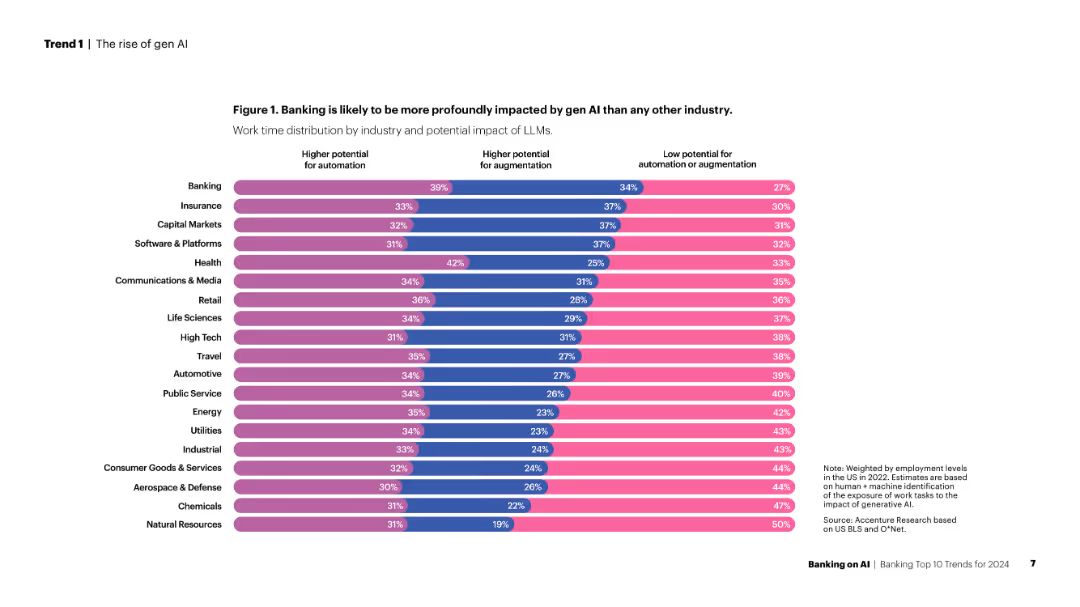 Trend 1 | The rise of gen AI
Figure 1. Banking is likely to be more profoundly impacted by gen AI than any other industry.
Work time distribution by industry and potential impact of LLMs.
Higher potential
for automation
Higher potential
for augmentation
Low potential for
automation or augmentation
Banking 39% 34% 27%
Insurance 33% 37% 30%
Capital Markets 32% 37% 31%
Software & Platforms 31% 37% 32%
Health 42% 25% 33%
Communications & Media 34% 31% 35%
Retail 36% 28% 36%
Life Sciences 34% 29% 37%
High Tech 31% 31% 38%
Travel 35% 27% 38%
Automotive 34% 27% 39%
Public Service 34% 26% 40%
Energy 35% 23% 42%
Utilities 34% 23% 43%
Industrial 33% 24% 43%
Consumer Goods & Services 32% 24% 44%
Aerospace & Defense 30% 26% 44%
Chemicals 31% 22% 47%
Natural Resources 31% 19% 50%
Note: Weighted by employment levels
in the US in 2022. Estimates are based
on human + machine identification
of the exposure of work tasks to the
impact of generative AI.
Source: Accenture Research based
on US BLS and O*Net.
Banking on AI | Banking Top 10 Trends for 2024 7